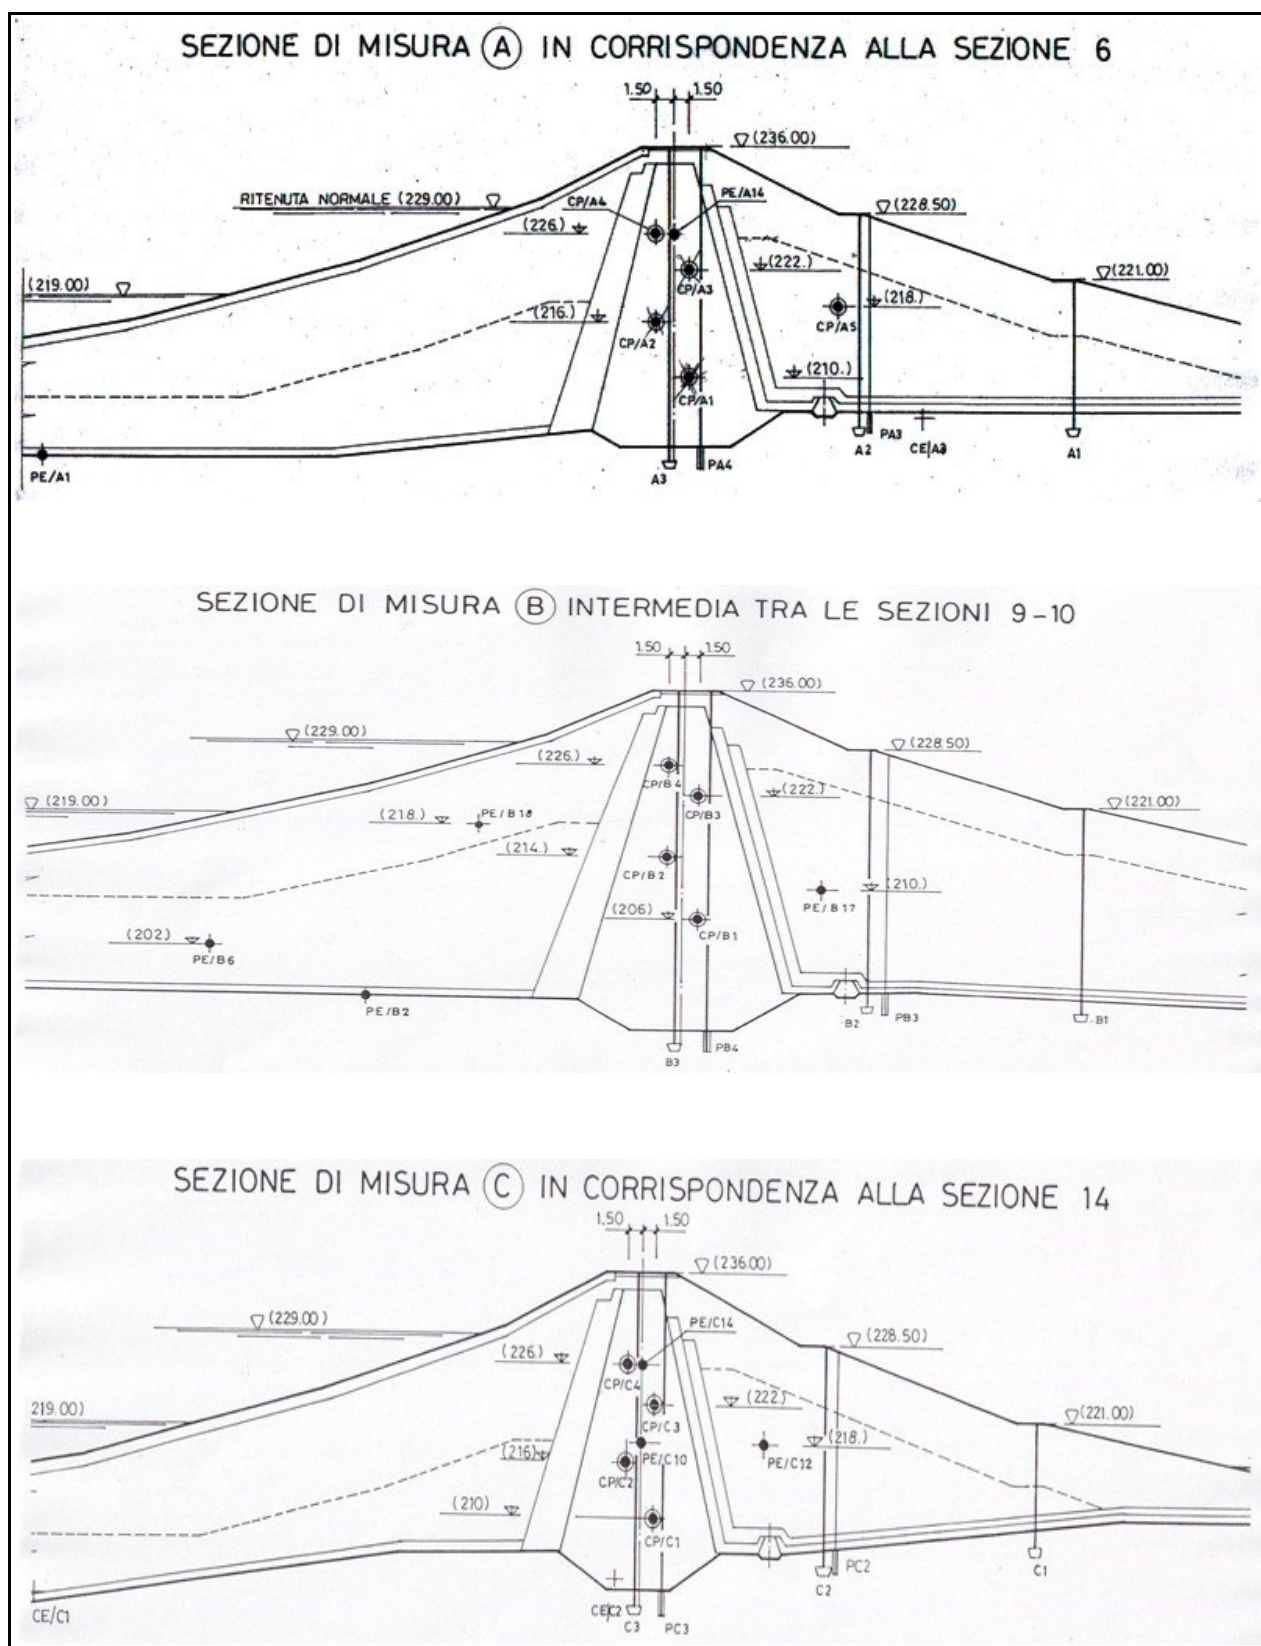 SEZIONE DI MISURA A IN CORRISPONDENZA ALLA SEZIONE 6
1.50 1.50
(236.00)
RITENUTA NORMALE (229.00)
CP/A4
PE/A14
(228.50)
(226.)
(222.)
(221.00)
(219.00)
CP/A3
(216.)
(218.)
CP/A2
CP/A5
(210.)
CP/A1
PE/A1
A3
PA4
A2
PA3
CE/A3
A1
SEZIONE DI MISURA B INTERMEDIA TRA LE SEZIONI 9-10
1.50 1.50
(236.00)
(229.00)
(228.50)
(226.)
CP/B4
(222.)
(219.00)
CP/B3
(221.00)
(218.)
PE/B18
(214.)
CP/B2
(210.)
PE/B17
(206)
CP/B1
(202.)
PE/B6
PE/B2
B3
PB4
B2
PB3
B1
SEZIONE DI MISURA C IN CORRISPONDENZA ALLA SEZIONE 14
1.50 1.50
(236.00)
(229.00)
PE/C14
(228.50)
(226.)
CP/C4
(222.)
219.00)
CP/C3
(221.00)
(216)
PE/C10
(218.)
CP/C2
PE/C12
(210)
CP/C1
CE/C1
CE/C2
C3
PC3
C2
PC2
C1